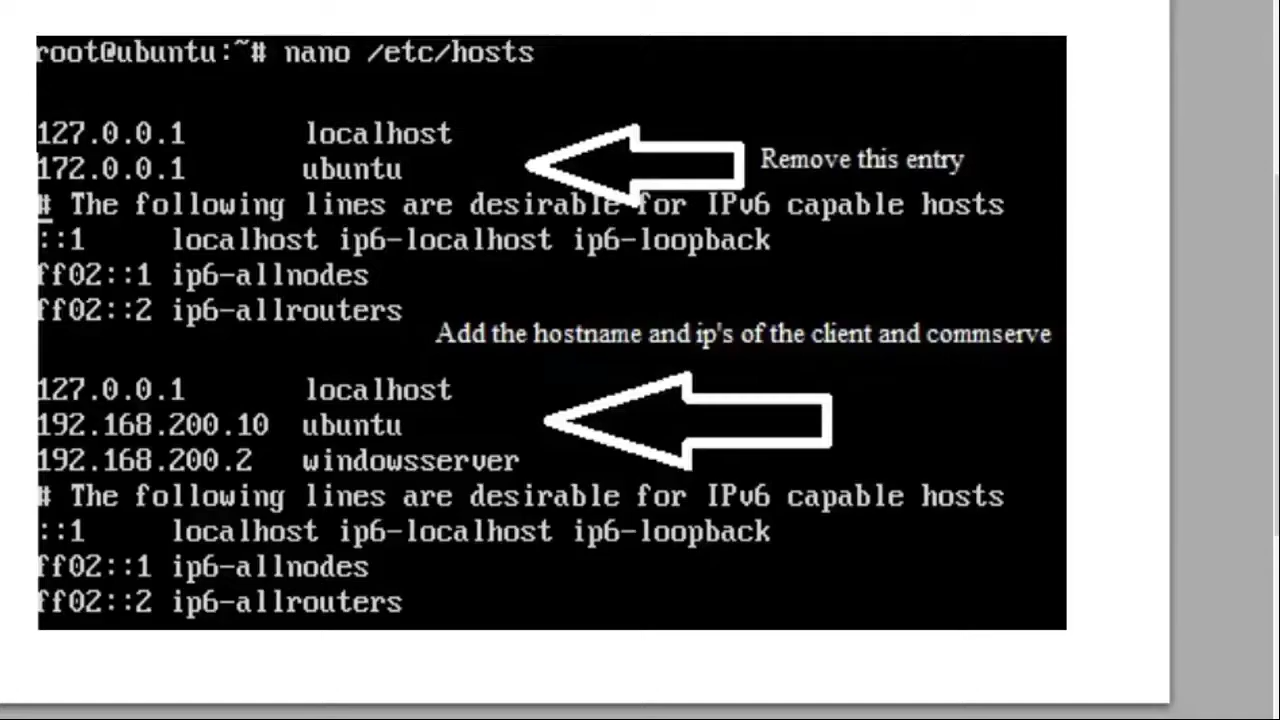 root@ubuntu:~# nano /etc/hosts
127.0.0.1 localhost
172.0.0.1 ubuntu
Remove this entry
# The following lines are desirable for IPv6 capable hosts
::1 localhost ip6-localhost ip6-loopback
ff02::1 ip6-allnodes
ff02::2 ip6-allrouters
Add the hostname and ip's of the client and commserve
127.0.0.1 localhost
192.168.200.10 ubuntu
192.168.200.2 windowsserver
# The following lines are desirable for IPv6 capable hosts
::1 localhost ip6-localhost ip6-loopback
ff02::1 ip6-allnodes
ff02::2 ip6-allrouters